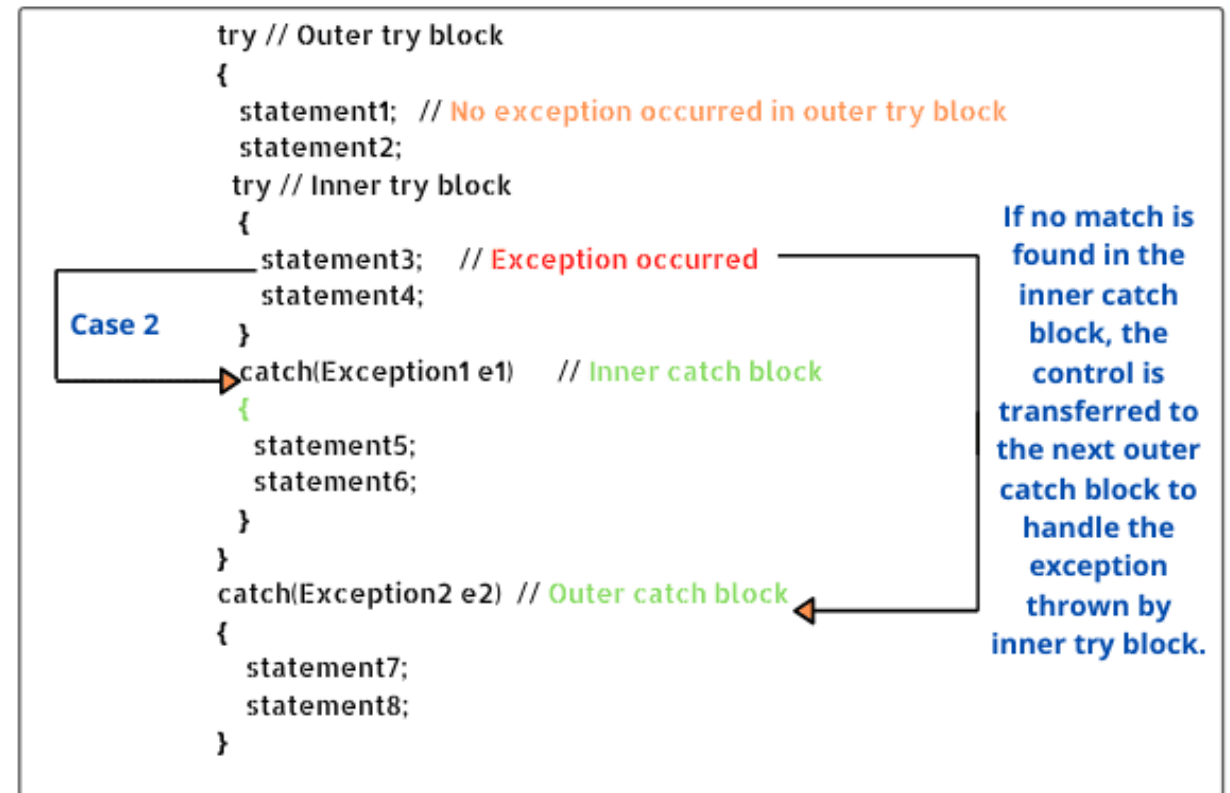 try // Outer try block
{
statement1; // No exception occurred in outer try block
statement2;
try // Inner try block
{
statement3; // Exception occurred
statement4;
}
catch(Exception1 e1) // Inner catch block
{
statement5;
statement6;
}
}
catch(Exception2 e2) // Outer catch block
{
statement7;
statement8;
}
Case 2
If no match is
found in the
inner catch
block, the
control is
transferred to
the next outer
catch block to
handle the
exception
thrown by
inner try block.